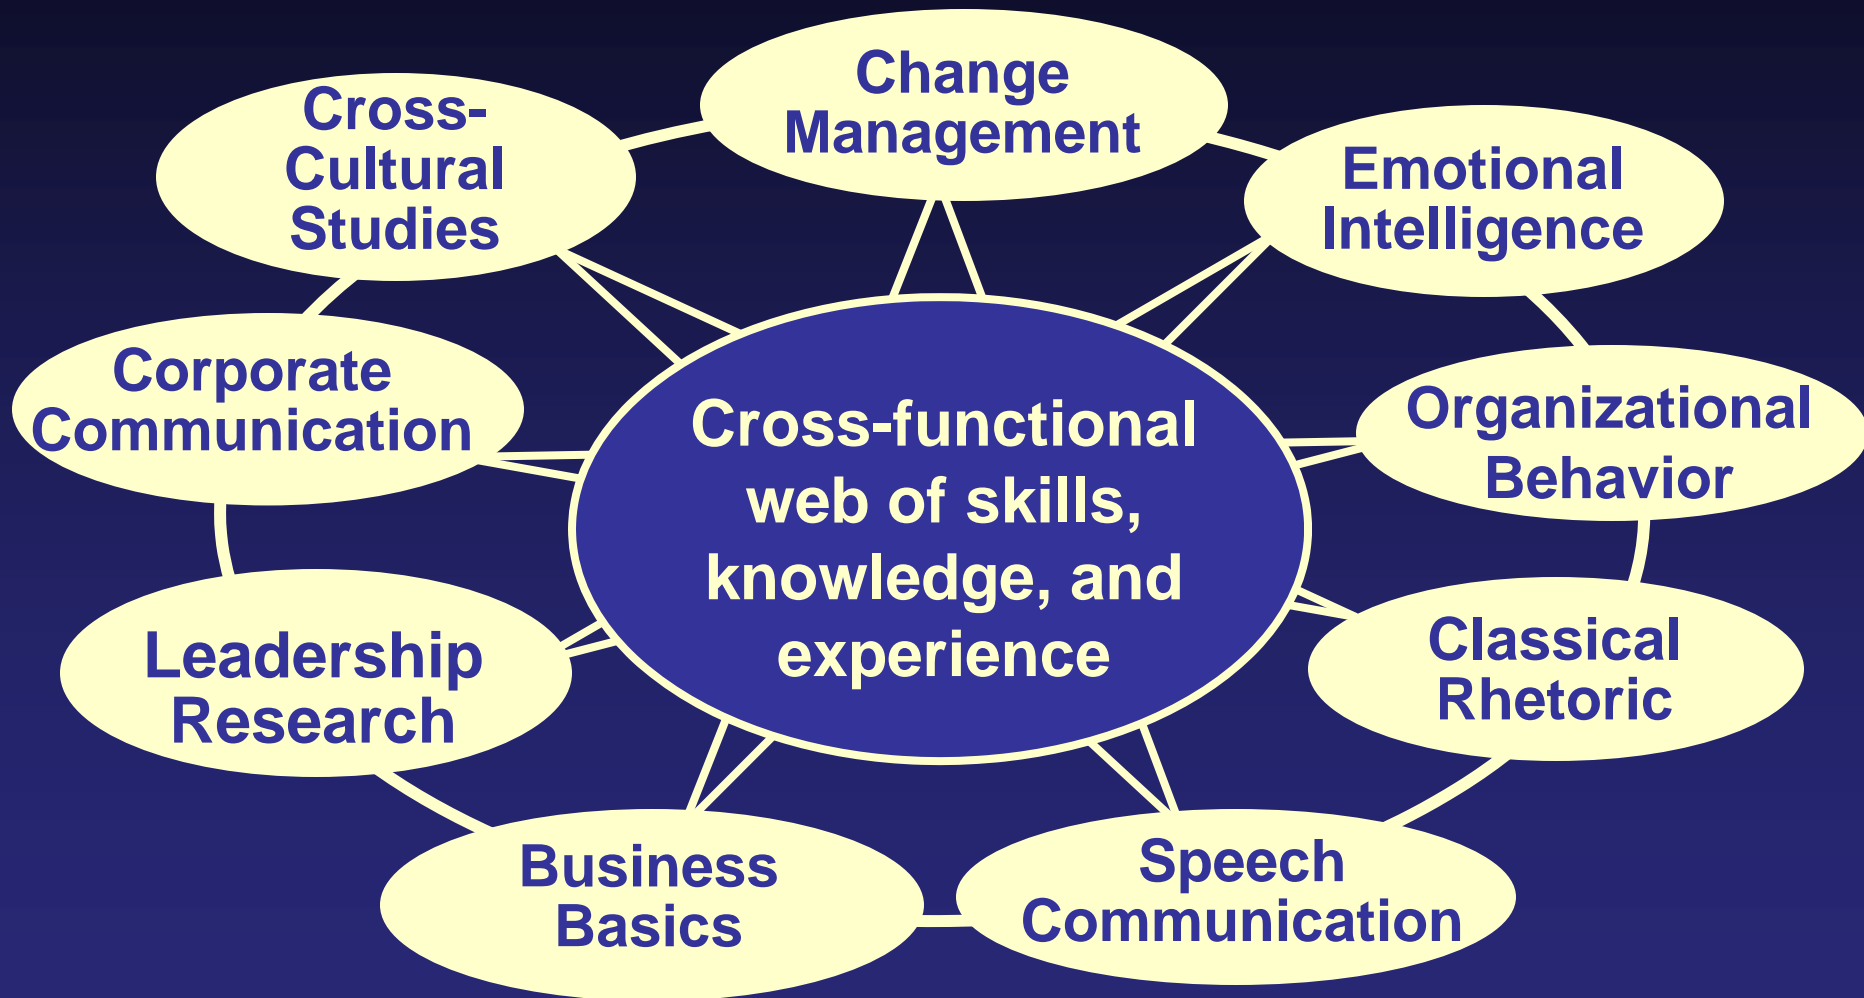 Change
Management
Cross-
Cultural
Studies
Emotional
Intelligence
Corporate
Communication
Organizational
Behavior
Cross-functional
web of skills,
knowledge, and
experience
Leadership
Research
Classical
Rhetoric
Business
Basics
Speech
Communication